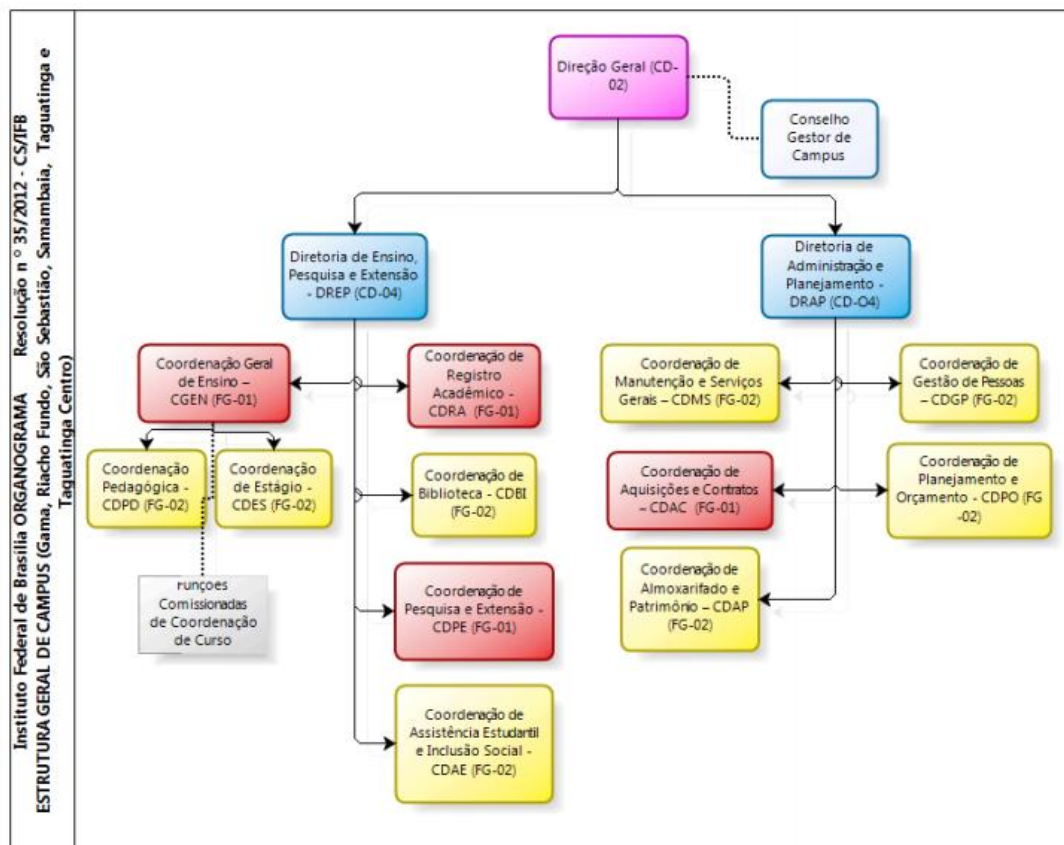 Instituto Federal de Brasília ORGANOGRAMA Resolução n º 35/2012 - CS/IFB
ESTRUTURA GERAL DE CAMPUS (Gama, Riacho Fundo, São Sebastião, Samambaia, Taguatinga e
Taguatinga Centro)
Direção Geral (CD-
02)
Conselho
Gestor de
Campus
Diretoria de Ensino,
Pesquisa e Extensão
- DREP (CD-04)
Diretoria de
Administração e
Planejamento -
DRAP (CD-O4)
Coordenação Geral
de Ensino –
CGEN (FG-01)
Coordenação de
Registro
Acadêmico -
CDRA (FG-01)
Coordenação de
Manutenção e Serviços
Gerais – CDMS (FG-02)
Coordenação de
Gestão de Pessoas
– CDGP (FG-02)
Coordenação
Pedagógica -
CDPD (FG-02)
Coordenação
de Estágio -
CDES (FG-02)
Coordenação de
Biblioteca - CDBI
(FG-02)
Coordenação de
Aquisições e Contratos
– CDAC (FG-01)
Coordenação de
Planejamento e
Orçamento - CDPO (FG
-02)
Funções
Comissionadas
de Coordenação
de Curso
Coordenação de
Pesquisa e Extensão -
CDPE (FG-01)
Coordenação de
Almoxarifado e
Patrimônio – CDAP
(FG-02)
Coordenação de
Assistência Estudantil
e Inclusão Social -
CDAE (FG-02)